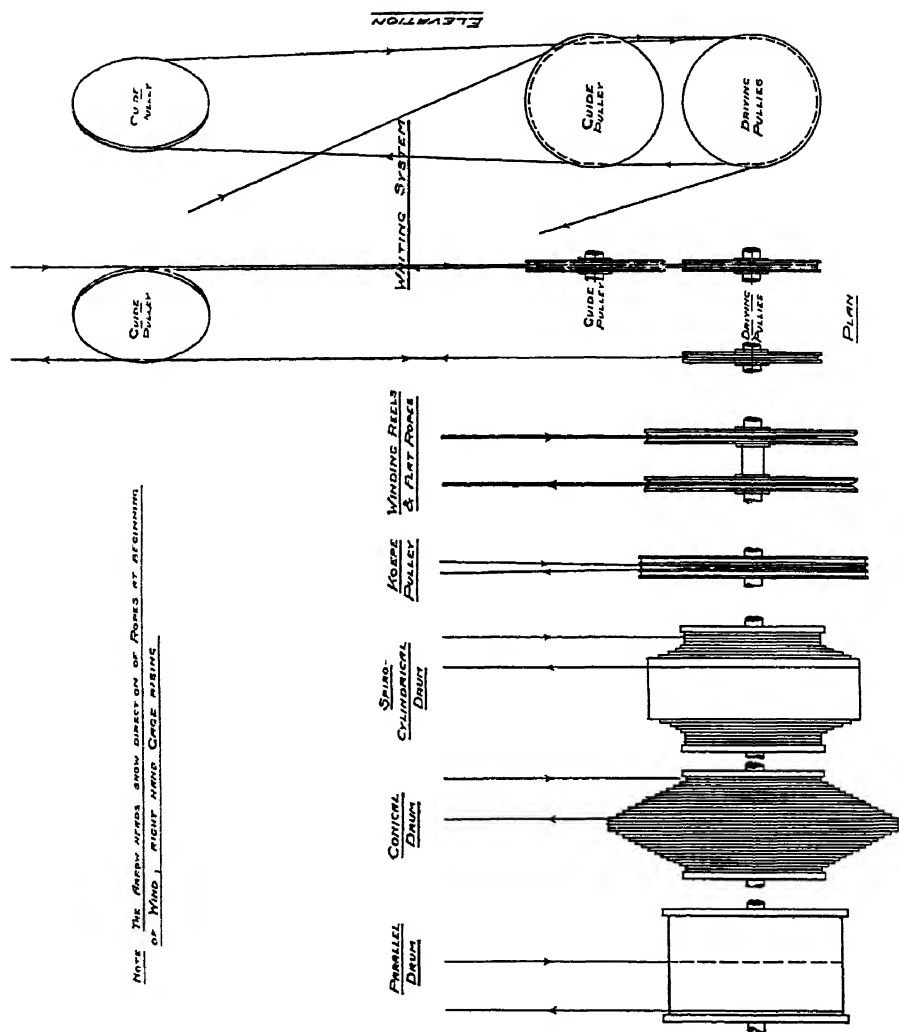 NOTE THE ARROW HEADS SHOW DIRECTION OF ROPES AT BEGINNING
OF WIND, RIGHT HAND CAGE RISING
PARALLEL
DRUM
CONICAL
DRUM
SPIRO-
CYLINDRICAL
DRUM
KOEPE
PULLEY
WINDING REELS
& FLAT ROPES
WHITING SYSTEM
GUIDE
PULLEY
GUIDE
PULLEY
DRIVING
PULLIES
PLAN
GUIDE
PULLEY
GUIDE
PULLEY
DRIVING
PULLIES
ELEVATION